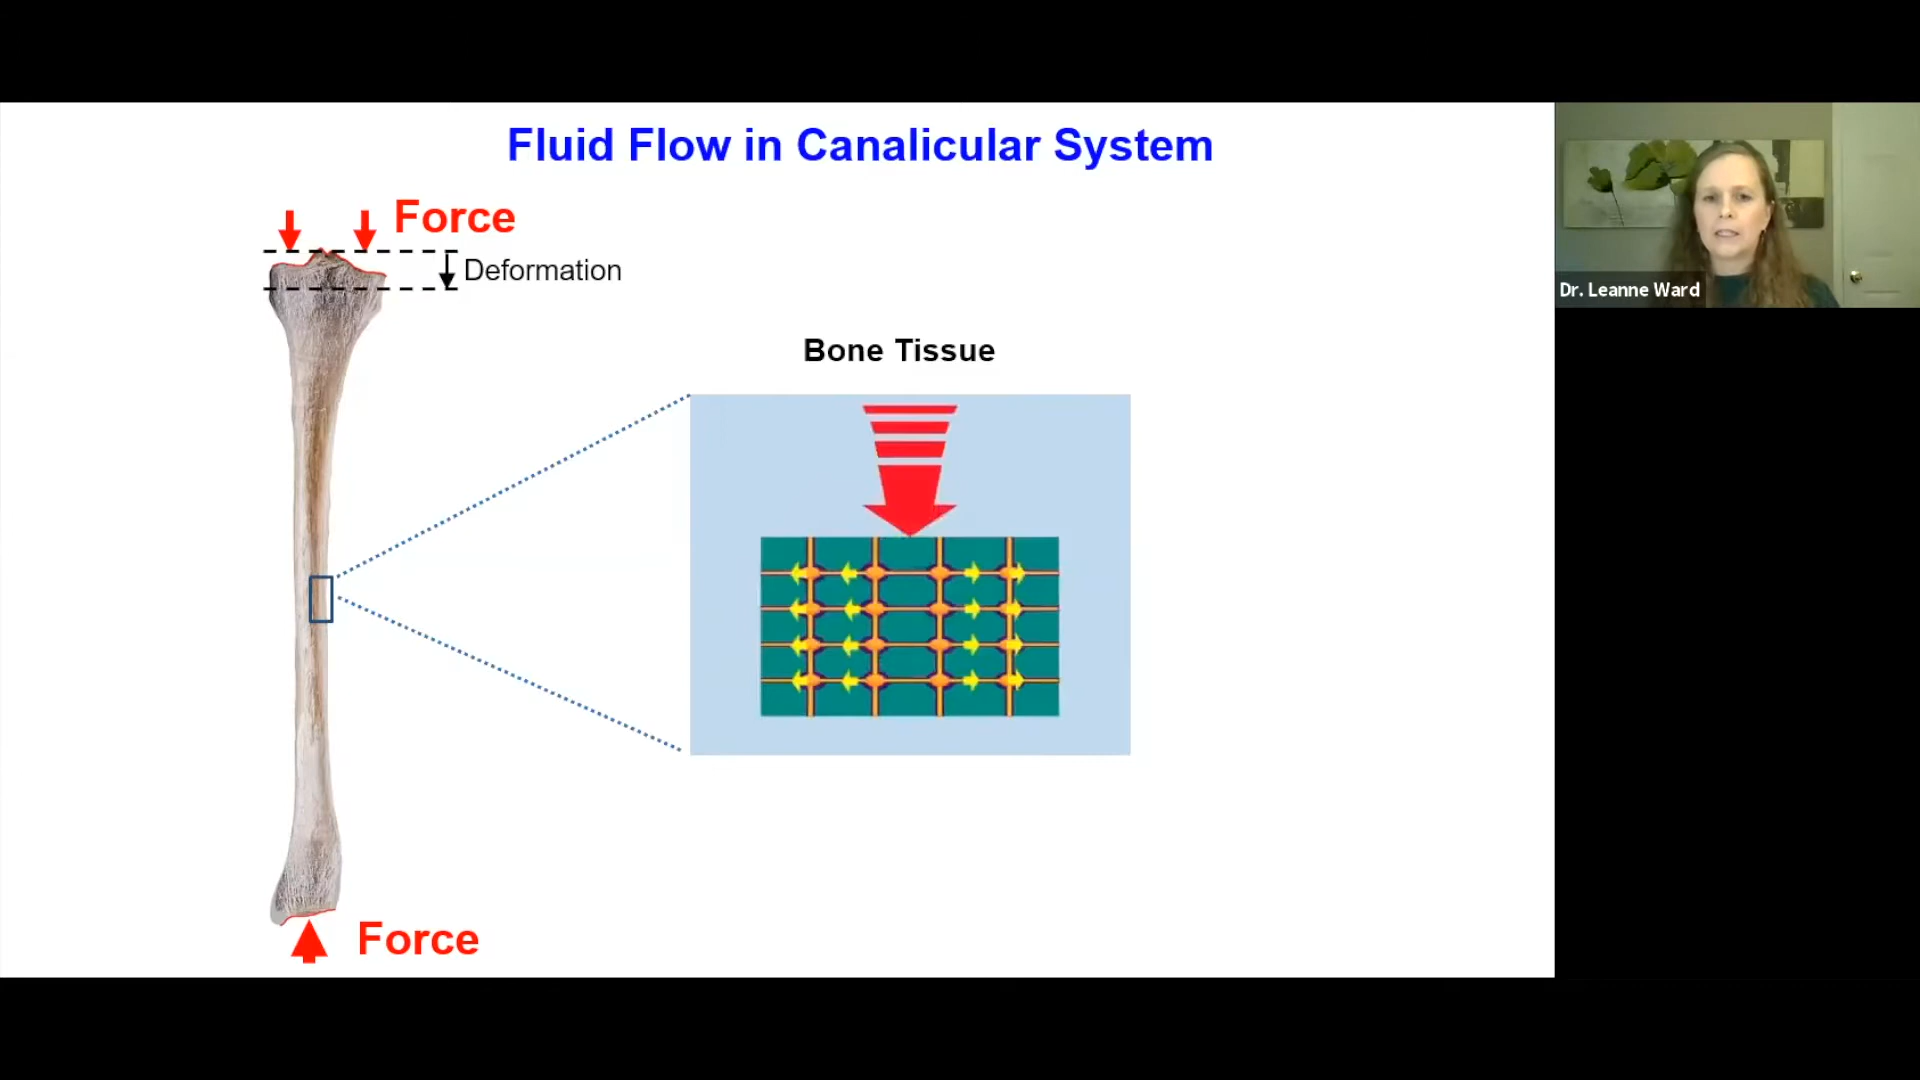 Fluid Flow in Canalicular System
Force
Deformation
Bone Tissue
Force
Dr. Leanne Ward